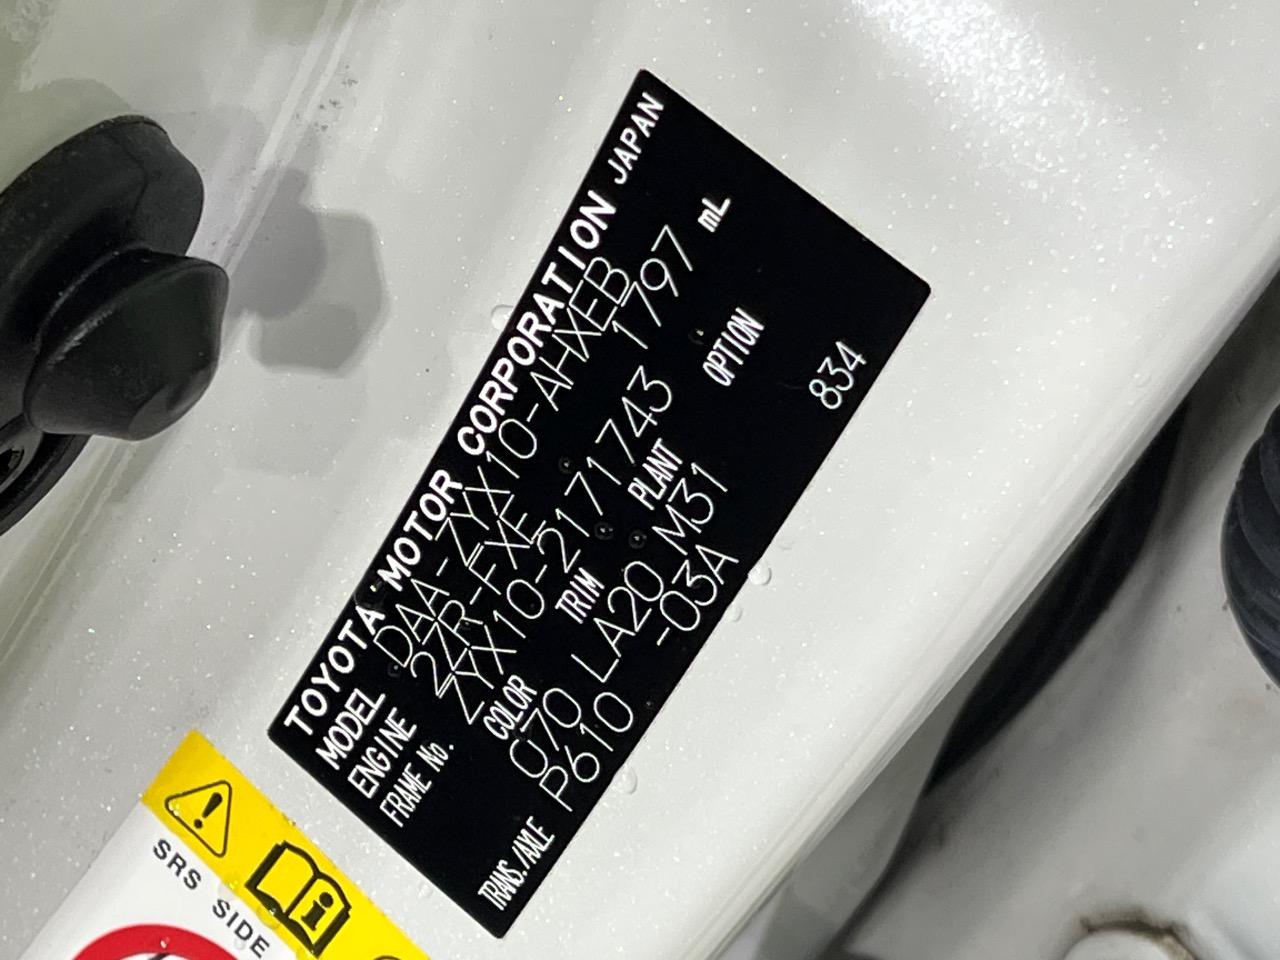 TOYOTA MOTOR CORPORATION JAPAN
MODEL DAA-ZYX10-AHXEB
ENGINE 2ZR-FXE 1797 mL
FRAME No. ZYX10-2171743
COLOR TRIM PLANT OPTION
070 LA20 M31 834
TRANS./AXLE P610 -03A
SRS SIDE